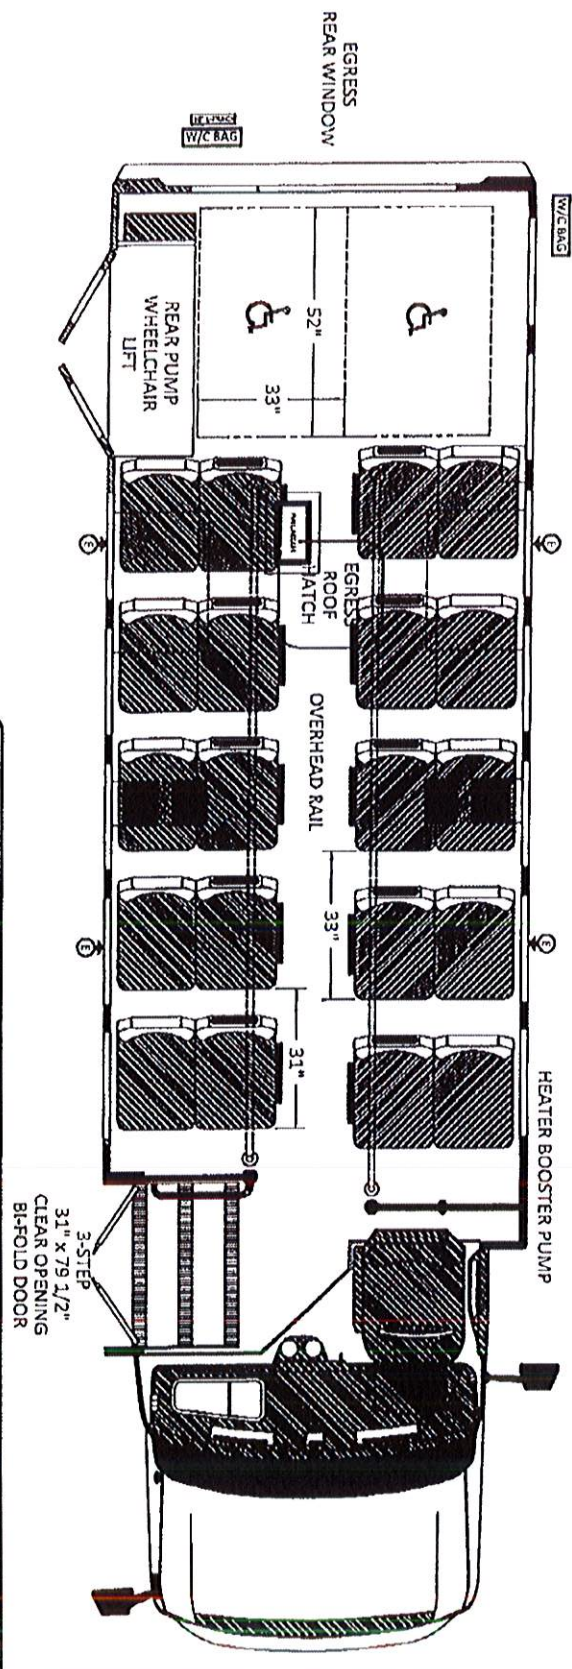 EGRESS
REAR WINDOW
W/C BAG
W/C BAG
REAR PUMP
WHEELCHAIR
LIFT
52"
33"
E
E
EGRESS
ROOF
HATCH
OVERHEAD RAIL
33"
31"
E
E
HEATER BOOSTER PUMP
3-STEP
31" x 79 1/2"
CLEAR OPENING
BI-FOLD DOOR